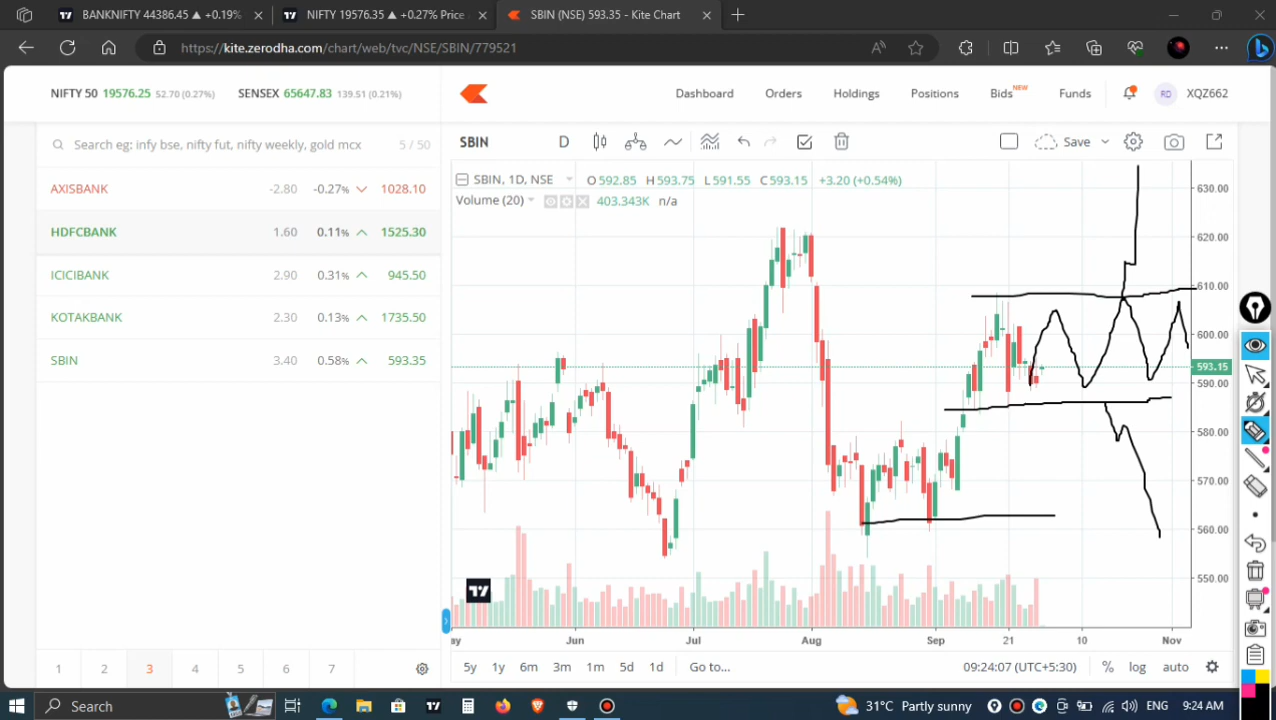 BANKNIFTY 44386.45 ▲ +0.19%
NIFTY 19576.35 ▲ +0.27% Price
SBIN (NSE) 593.35 - Kite Chart
https://kite.zerodha.com/chart/web/tvc/NSE/SBIN/779521
NIFTY 50 19576.25 52.70 (0.27%) SENSEX 65647.83 139.51 (0.21%)
Dashboard Orders Holdings Positions Bids NEW Funds RD XQZ662
Search eg: infy bse, nifty fut, nifty weekly, gold mcx 5 / 50
AXISBANK -2.80 -0.27% 1028.10
HDFCBANK 1.60 0.11% 1525.30
ICICIBANK 2.90 0.31% 945.50
KOTAKBANK 2.30 0.13% 1735.50
SBIN 3.40 0.58% 593.35
1 2 3 4 5 6 7
SBIN D Save
SBIN, 1D, NSE O 592.85 H 593.75 L 591.55 C 593.15 +3.20 (+0.54%)
Volume (20) 403.343K n/a
630.00
620.00
610.00
600.00
593.15
590.00
580.00
570.00
560.00
550.00
ay Jun Jul Aug Sep 21 10 Nov
5y 1y 6m 3m 1m 5d 1d Go to... 09:24:07 (UTC+5:30) % log auto
Search 31°C Partly sunny ENG 9:24 AM